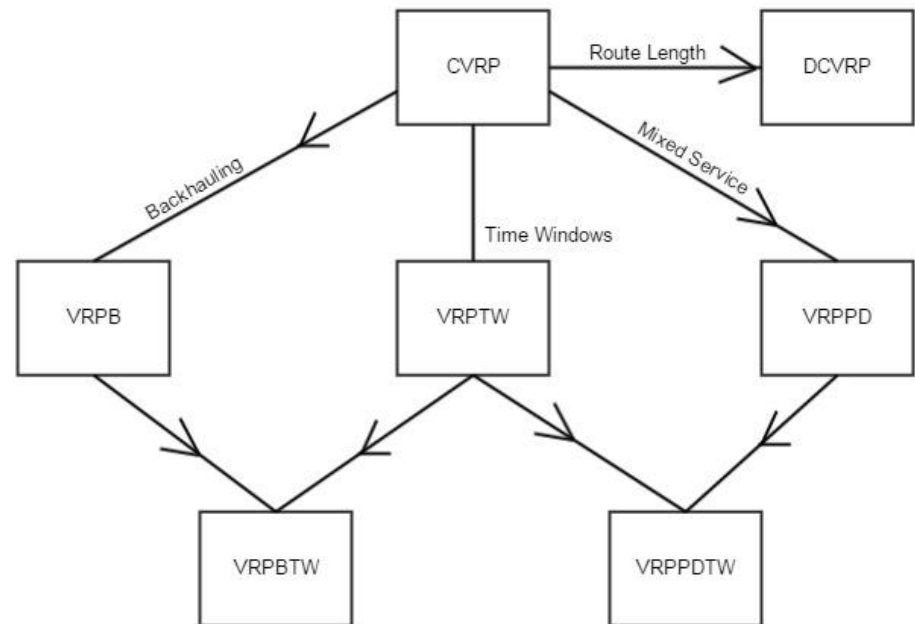 CVRP
Route Length
DCVRP
Backhauling
Mixed Service
Time Windows
VRPB
VRPTW
VRPPD
VRPBTW
VRPPDTW